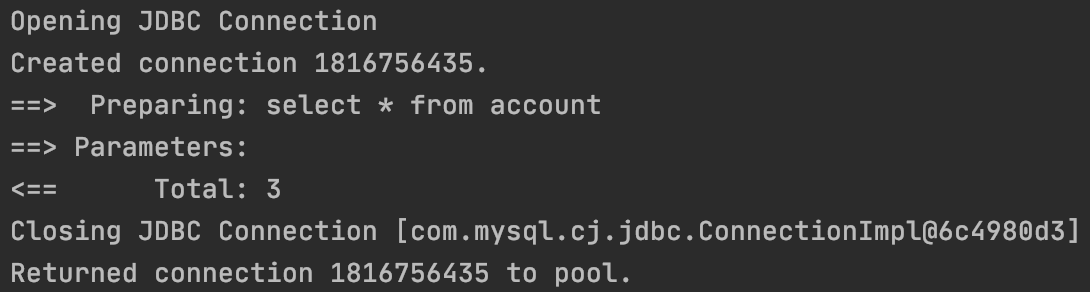 Opening JDBC Connection
Created connection 1816756435.
==>  Preparing: select * from account
==> Parameters:
<==      Total: 3
Closing JDBC Connection [com.mysql.cj.jdbc.ConnectionImpl@6c4980d3]
Returned connection 1816756435 to pool.